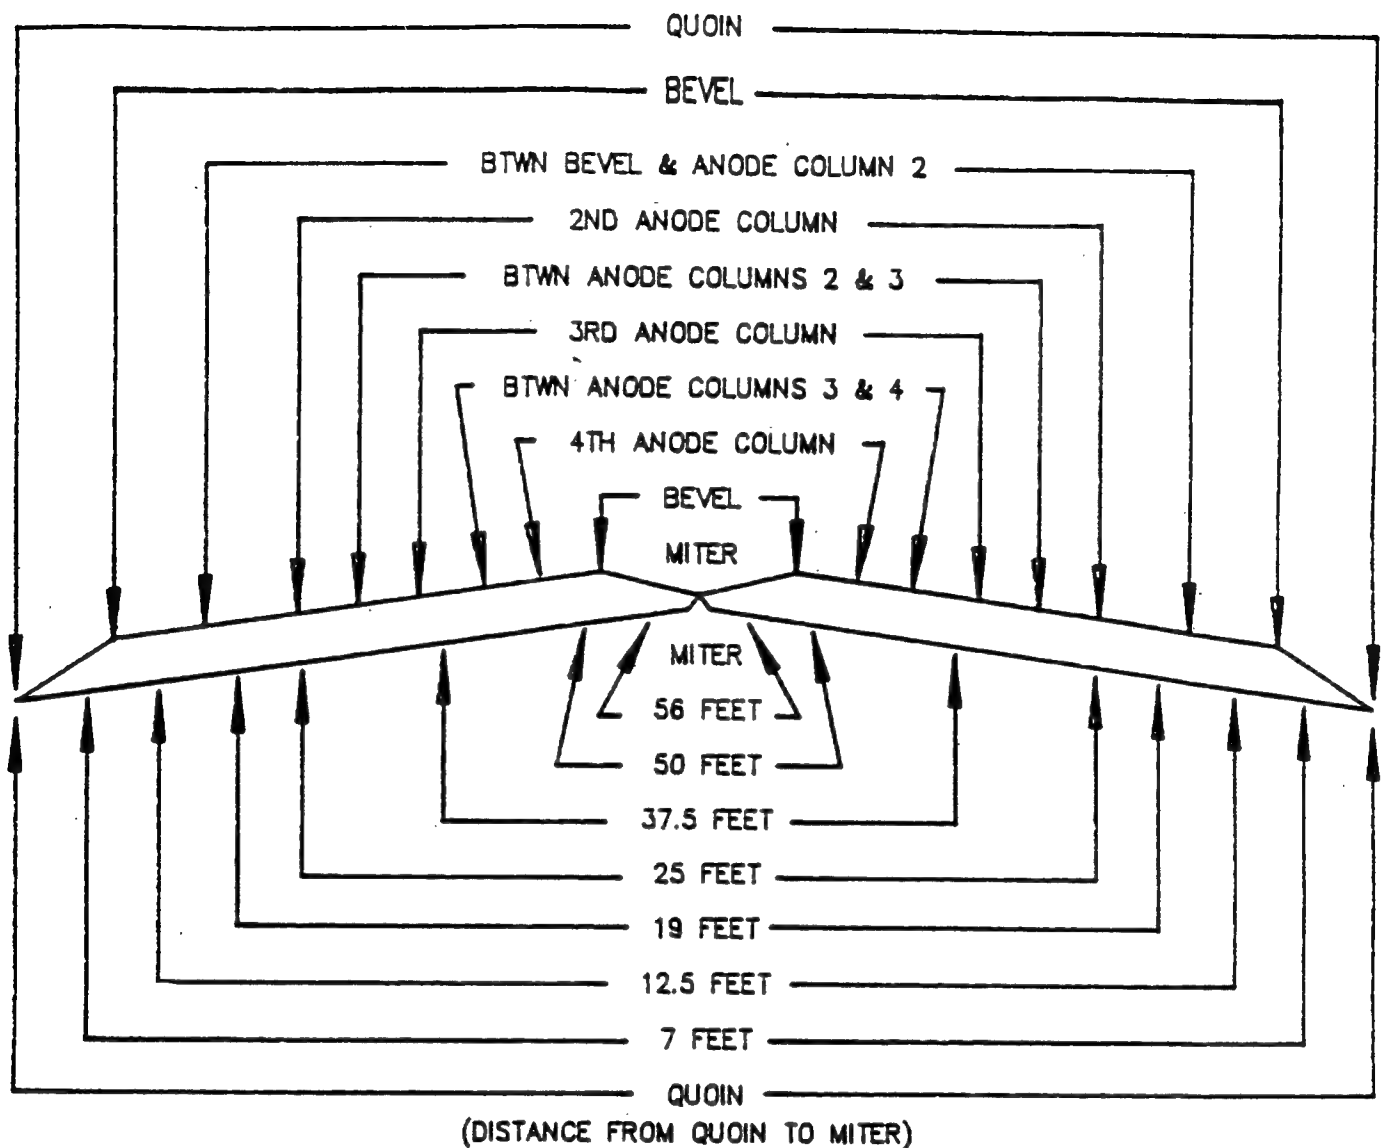 QUOIN
BEVEL
BTWN BEVEL & ANODE COLUMN 2
2ND ANODE COLUMN
BTWN ANODE COLUMNS 2 & 3
3RD ANODE COLUMN
BTWN ANODE COLUMNS 3 & 4
4TH ANODE COLUMN
BEVEL
MITER
MITER
56 FEET
50 FEET
37.5 FEET
25 FEET
19 FEET
12.5 FEET
7 FEET
QUOIN
(DISTANCE FROM QUOIN TO MITER)